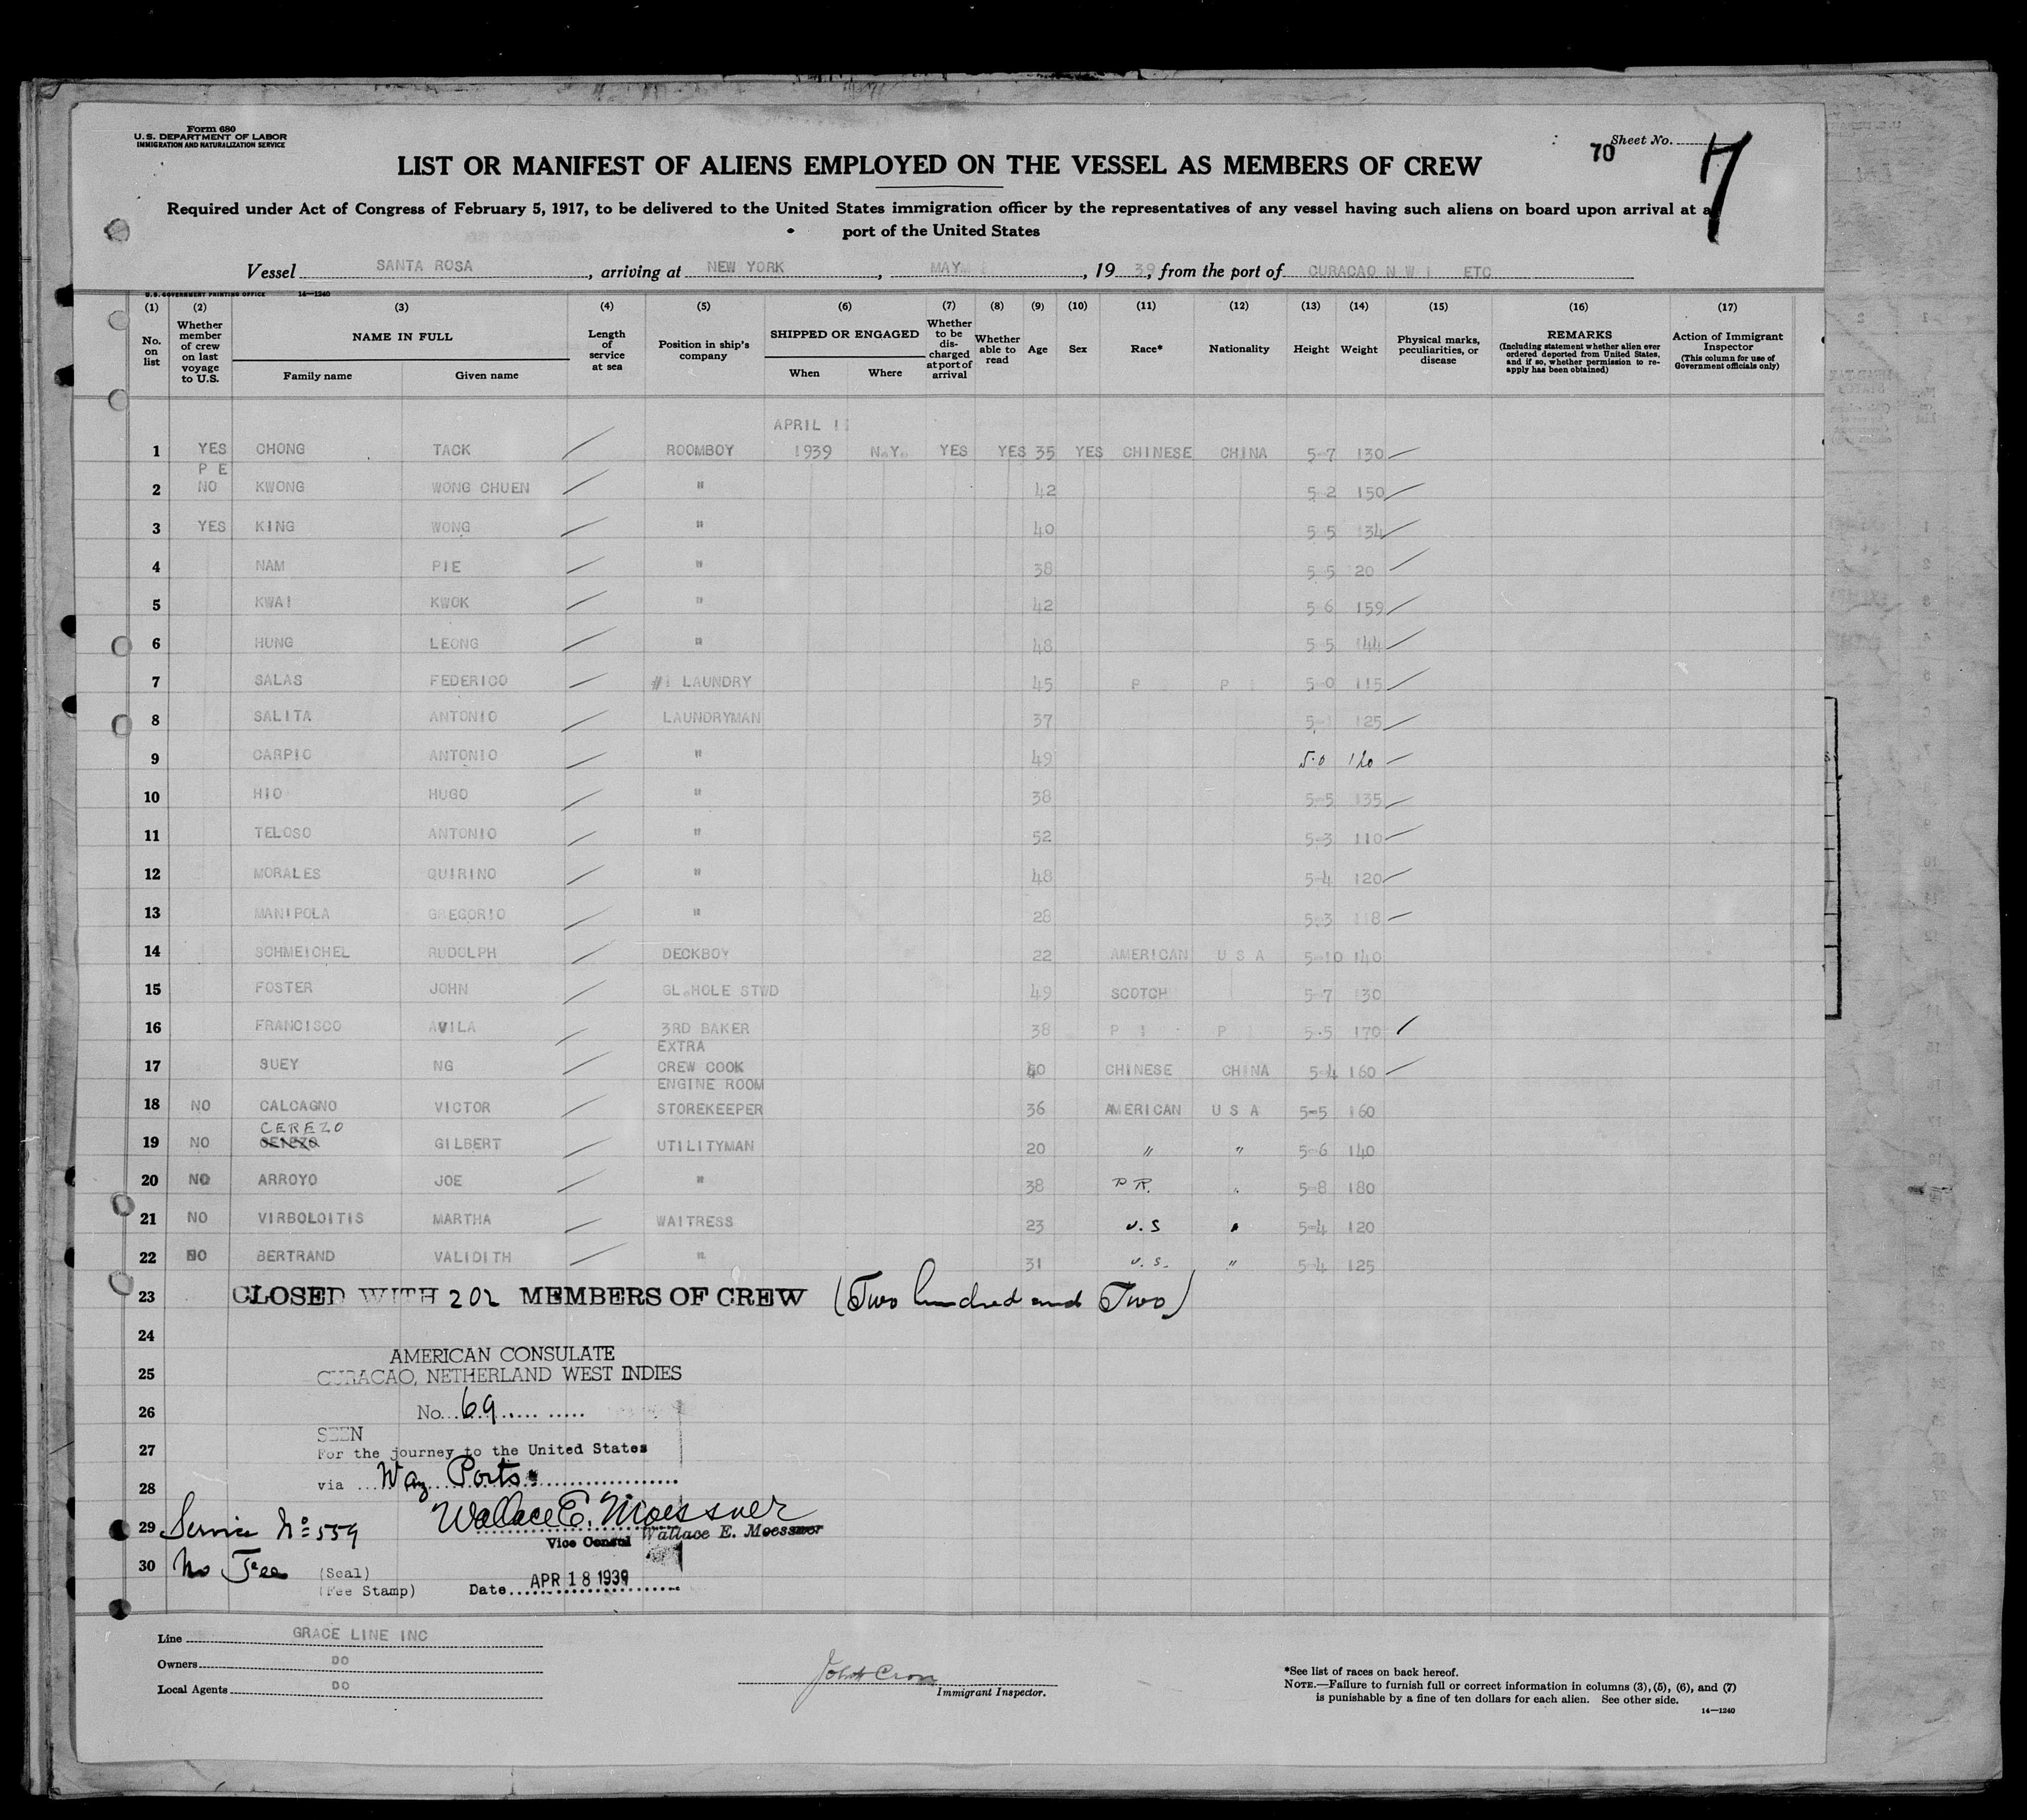 Form 680
U.S. DEPARTMENT OF LABOR
IMMIGRATION AND NATURALIZATION SERVICE
Sheet No. 7
70
LIST OR MANIFEST OF ALIENS EMPLOYED ON THE VESSEL AS MEMBERS OF CREW
Required under Act of Congress of February 5, 1917, to be delivered to the United States immigration officer by the representatives of any vessel having such aliens on board upon arrival at a
port of the United States
Vessel SANTA ROSA, arriving at NEW YORK, MAY, 1939, from the port of CURACAO N W I ETC
U.S. GOVERNMENT PRINTING OFFICE 14—1240
(1) (2) (3) (4) (5) (6) (7) (8) (9) (10) (11) (12) (13) (14) (15) (16) (17)
No. on list
Whether member of crew on last voyage to U.S.
NAME IN FULL
Family name Given name
Length of service at sea
Position in ship's company
SHIPPED OR ENGAGED
When Where
Whether to be discharged at port of arrival
Whether able to read
Age Sex Race* Nationality Height Weight
Physical marks, peculiarities, or disease
REMARKS
(Including statement whether alien ever ordered deported from United States, and if so, whether permission to reapply has been obtained)
Action of Immigrant Inspector
(This column for use of Government officials only)
APRIL 1
1 YES CHONG TACK ROOMBOY 1939 N.Y. YES YES 35 YES CHINESE CHINA 5-7 130
P E
2 NO KWONG WONG CHUEN " 42 5 2 150
3 YES KING WONG " 40 5 5 134
4 NAM PIE " 38 5 5 120
5 KWAI KWOK " 42 5 6 159
6 HUNG LEONG " 48 5 5 144
7 SALAS FEDERICO #1 LAUNDRY 45 P P 5-0 115
8 SALITA ANTONIO LAUNDRYMAN 37 5-1 125
9 CARPIO ANTONIO " 49 5-0 120
10 HIO HUGO " 38 5-5 135
11 TELOSO ANTONIO " 52 5-3 110
12 MORALES QUIRINO " 48 5-4 120
13 MANIPOLA GREGORIO " 28 5-3 118
14 SCHMEICHEL RUDOLPH DECKBOY 22 AMERICAN U S A 5-10 140
15 FOSTER JOHN GL.HOLE STWD 49 SCOTCH 5-7 130
16 FRANCISCO AVILA 3RD BAKER 38 P I P 5-5 170
EXTRA
17 SUEY NG CREW COOK 40 CHINESE CHINA 5-4 160
ENGINE ROOM
18 NO CALCAGNO VICTOR STOREKEEPER 36 AMERICAN U S A 5-5 160
CEREZO
19 NO GILBERT UTILITYMAN 20 " " 5-6 140
20 NO ARROYO JOE " 38 P R. " 5-8 180
21 NO VIRBOLOITIS MARTHA WAITRESS 23 U.S " 5-4 120
22 NO BERTRAND VALIDITH " 31 U.S. " 5-4 125
23 CLOSED WITH 202 MEMBERS OF CREW (Two hundred and Two)
24
AMERICAN CONSULATE
25 CURACAO, NETHERLAND WEST INDIES
26 No. 69
SEEN
27 For the journey to the United States
28 via Way Ports
29 Service No 559 Wallace E. Moessner
Vice Consul Wallace E. Moessner
30 No Fee (Seal)
(Fee Stamp) Date APR 18 1939
Line GRACE LINE INC
Owners DO
Local Agents DO
Immigrant Inspector.
*See list of races on back hereof.
NOTE.—Failure to furnish full or correct information in columns (3), (5), (6), and (7)
is punishable by a fine of ten dollars for each alien. See other side.
14—1240